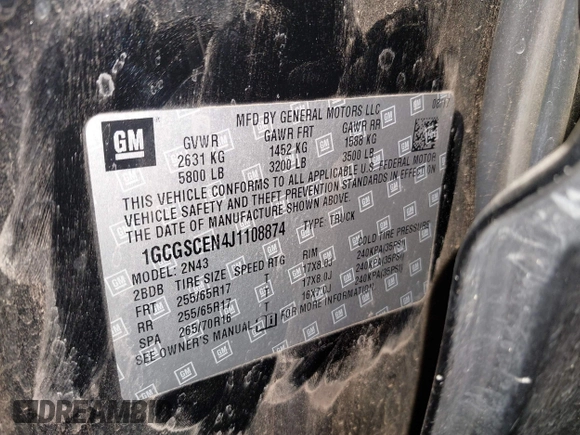 MFD BY GENERAL MOTORS LLC
GM
GVWR GAWR FRT GAWR RR
2631 KG 1452 KG 1588 KG
5800 LB 3200 LB 3500 LB
THIS VEHICLE CONFORMS TO ALL APPLICABLE U.S. FEDERAL MOTOR
VEHICLE SAFETY AND THEFT PREVENTION STANDARDS IN EFFECT ON
THE DATE OF MANUFACTURE SHOWN ABOVE.
1GCGSCEN4J1108874 TYPE: TRUCK
MODEL: 2N43
2BDB TIRE SIZE SPEED RTG RIM COLD TIRE PRESSURE
FRT 255/65R17 T 17X8.0J 240KPA(35PSI)
RR 255/65R17 T 17X8.0J 240KPA(35PSI)
SPA 265/70R16 T 16X7.0J 240KPA(35PSI)
SEE OWNER'S MANUAL FOR MORE INFORMATION.
DREAMBID